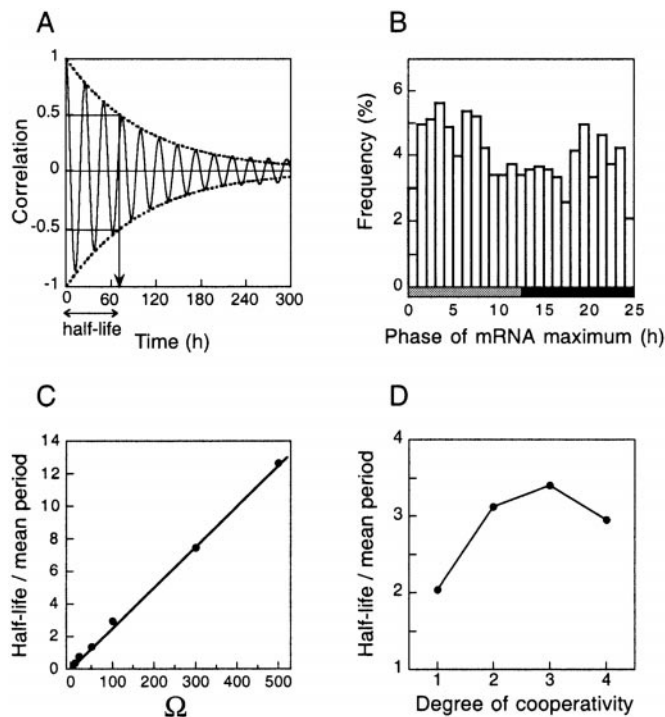 A
1
0.5
0
-0.5
-1
Correlation
0 60 120 180 240 300
half-life
Time (h)
B
6
4
2
0
Frequency (%)
0 5 10 15 20 25
Phase of mRNA maximum (h)
C
14
12
10
8
6
4
2
0
Half-life / mean period
0 100 200 300 400 500
Ω
D
4
3
2
1
Half-life / mean period
1 2 3 4
Degree of cooperativity